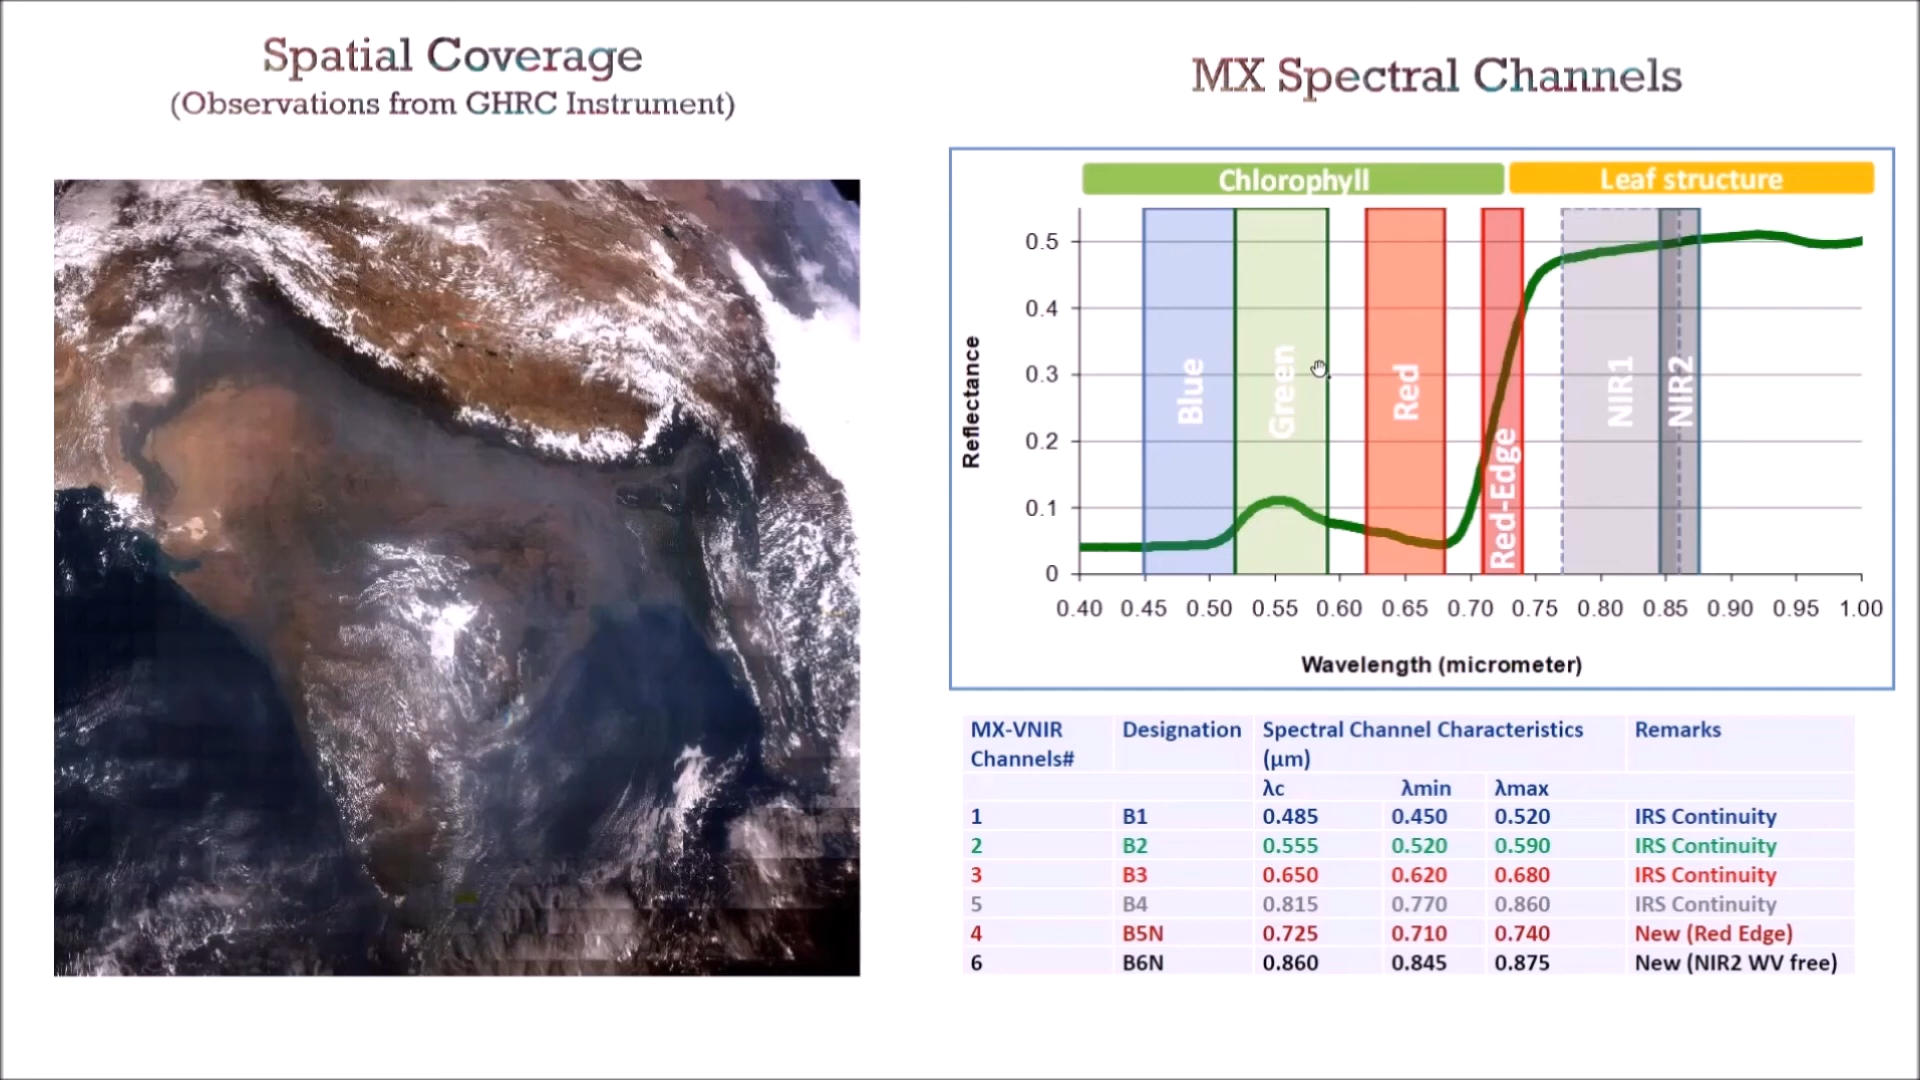 Spatial Coverage
(Observations from GHRC Instrument)
MX Spectral Channels
Chlorophyll
Leaf structure
Reflectance
0.5
0.4
0.3
0.2
0.1
0
Blue
Green
Red
Red-Edge
NIR1
NIR2
0.40 0.45 0.50 0.55 0.60 0.65 0.70 0.75 0.80 0.85 0.90 0.95 1.00
Wavelength (micrometer)
MX-VNIR Designation Spectral Channel Characteristics Remarks
Channels# (µm)
λc λmin λmax
1 B1 0.485 0.450 0.520 IRS Continuity
2 B2 0.555 0.520 0.590 IRS Continuity
3 B3 0.650 0.620 0.680 IRS Continuity
5 B4 0.815 0.770 0.860 IRS Continuity
4 B5N 0.725 0.710 0.740 New (Red Edge)
6 B6N 0.860 0.845 0.875 New (NIR2 WV free)